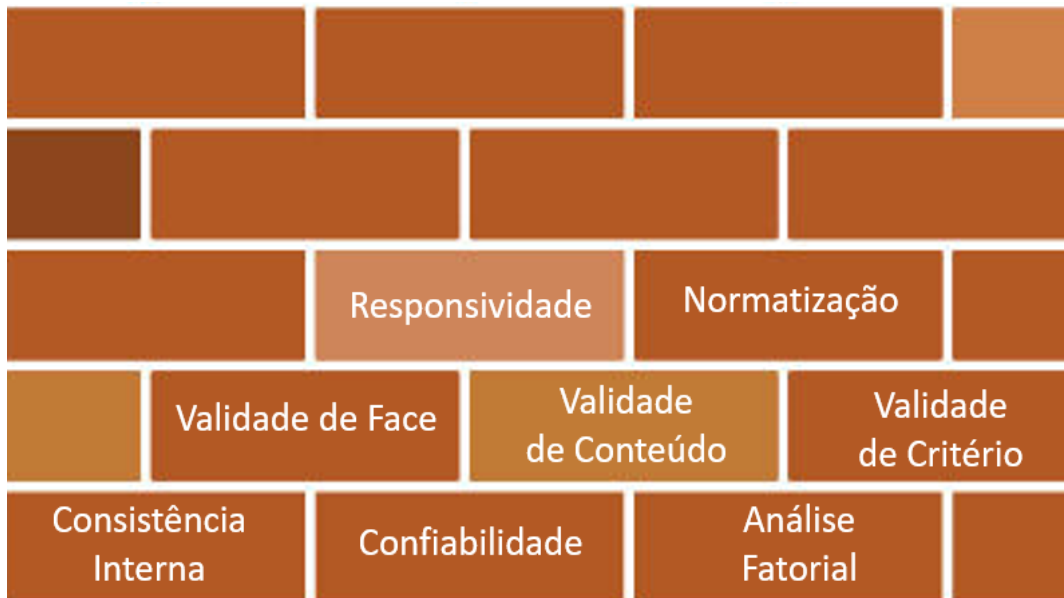 Responsividade
Normatização
Validade de Face
Validade
de Conteúdo
Validade
de Critério
Consistência
Interna
Confiabilidade
Análise
Fatorial